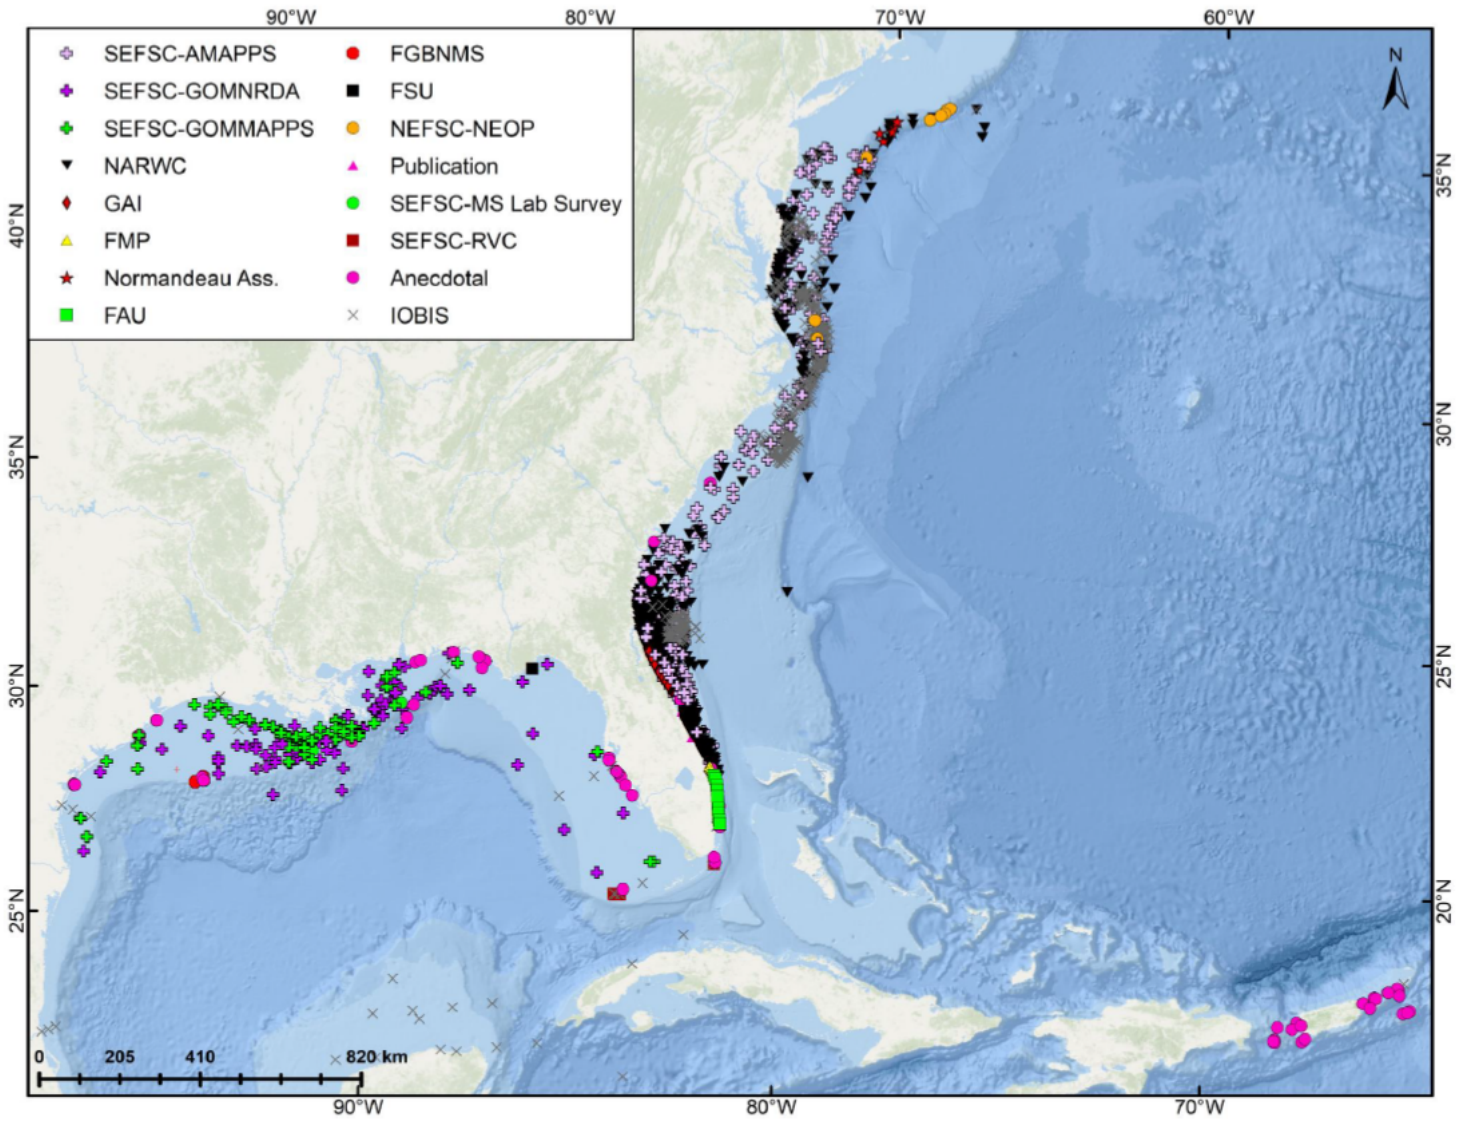 90°W 80°W 70°W 60°W
N
SEFSC-AMAPPS
SEFSC-GOMNRDA
SEFSC-GOMMAPPS
NARWC
GAI
FMP
Normandeau Ass.
FAU
FGBNMS
FSU
NEFSC-NEOP
Publication
SEFSC-MS Lab Survey
SEFSC-RVC
Anecdotal
IOBIS
40°N
35°N
30°N
25°N
35°N
30°N
25°N
20°N
0 205 410 820 km
90°W 80°W 70°W